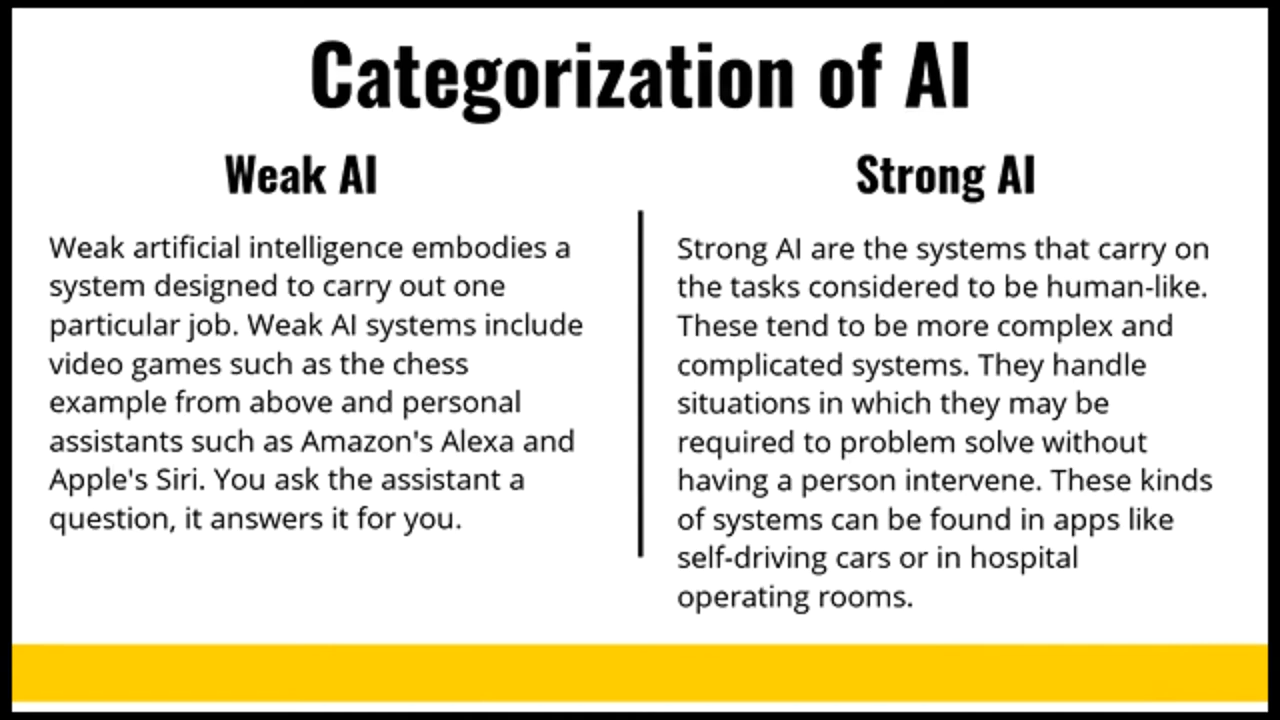 Categorization of AI
Weak AI
Weak artificial intelligence embodies a
system designed to carry out one
particular job. Weak AI systems include
video games such as the chess
example from above and personal
assistants such as Amazon's Alexa and
Apple's Siri. You ask the assistant a
question, it answers it for you.
Strong AI
Strong AI are the systems that carry on
the tasks considered to be human-like.
These tend to be more complex and
complicated systems. They handle
situations in which they may be
required to problem solve without
having a person intervene. These kinds
of systems can be found in apps like
self-driving cars or in hospital
operating rooms.